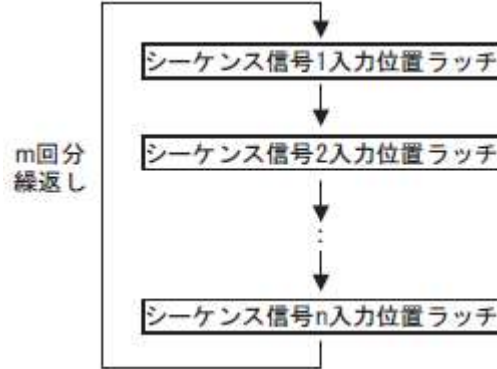 シーケンス信号1入力位置ラッチ
シーケンス信号2入力位置ラッチ
m回分
繰返し
⋮
シーケンス信号n入力位置ラッチ